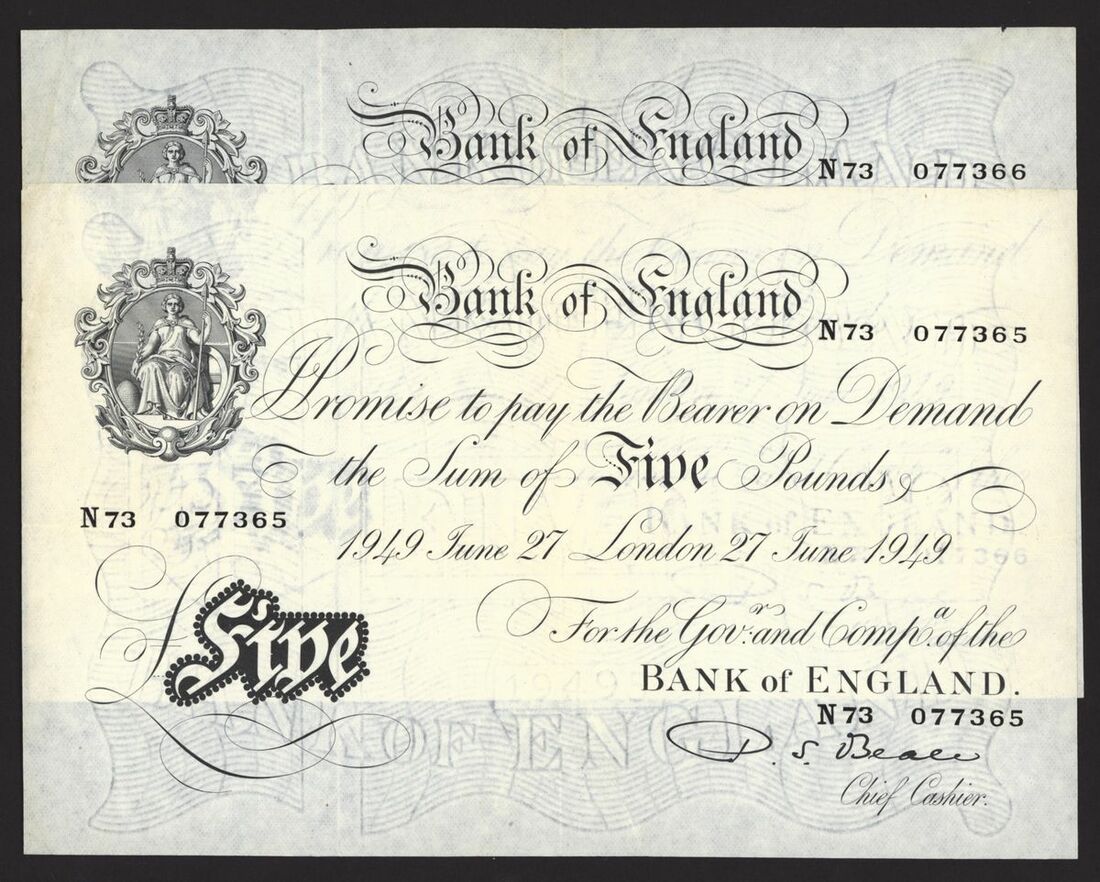 Bank of England
N73 077366
Bank of England
N73 077365
I Promise to pay the Bearer on Demand
the Sum of Five Pounds
N73 077365
1949 June 27 London 27 June 1949
For the Gov.r and Comp.a of the
£Five
BANK of ENGLAND.
N73 077365
D. S. Beale
Chief Cashier.